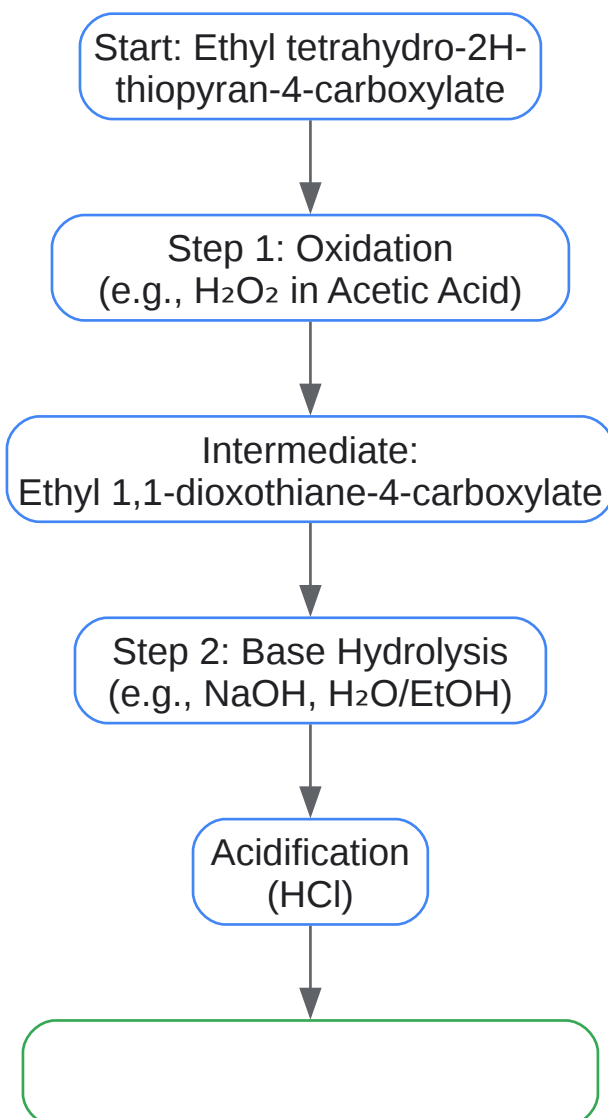 Start: Ethyl tetrahydro-2H-
thiopyran-4-carboxylate
Step 1: Oxidation
(e.g., H₂O₂ in Acetic Acid)
Intermediate:
Ethyl 1,1-dioxothiane-4-carboxylate
Step 2: Base Hydrolysis
(e.g., NaOH, H₂O/EtOH)
Acidification
(HCl)